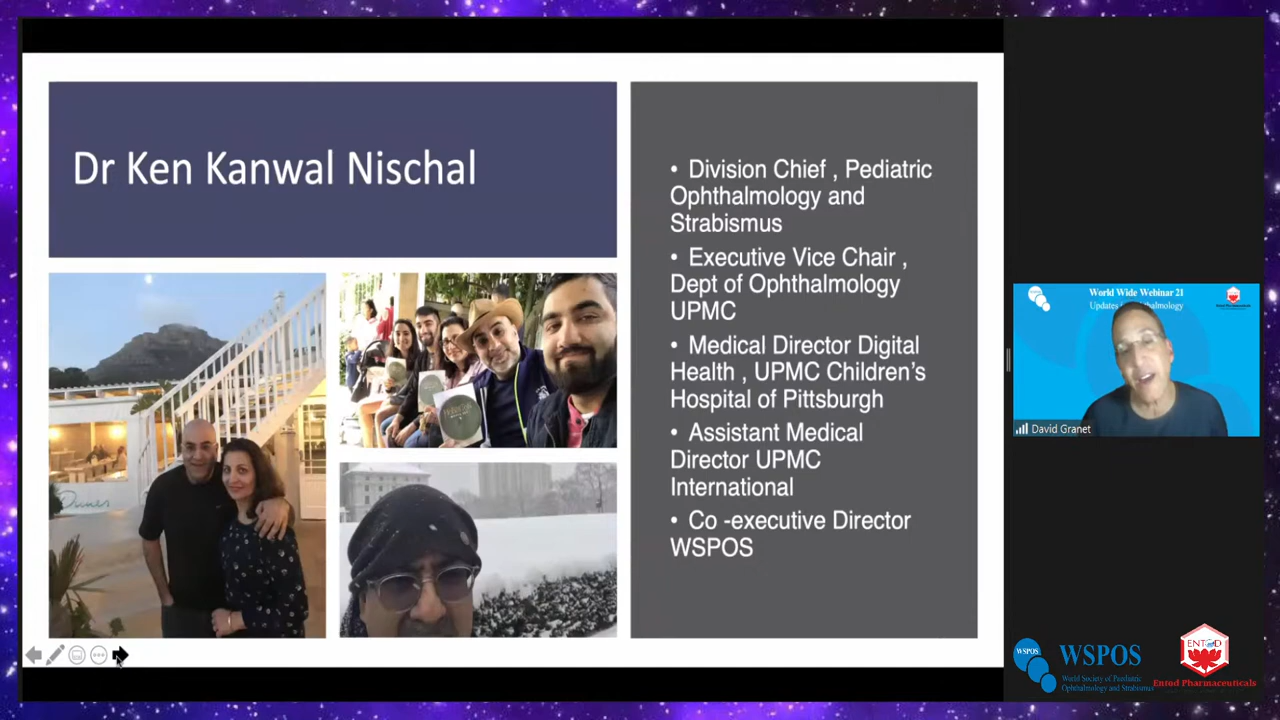 Dr Ken Kanwal Nischal
• Division Chief , Pediatric
Ophthalmology and
Strabismus
• Executive Vice Chair ,
Dept of Ophthalmology
UPMC
• Medical Director Digital
Health , UPMC Children's
Hospital of Pittsburgh
• Assistant Medical
Director UPMC
International
• Co -executive Director
WSPOS
Dunes
World Wide Webinar 21
Updates
David Granet
WSPOS
WSPOS
World Society of Paediatric
Ophthalmology and Strabismus
ENTOD
Entod Pharmaceuticals